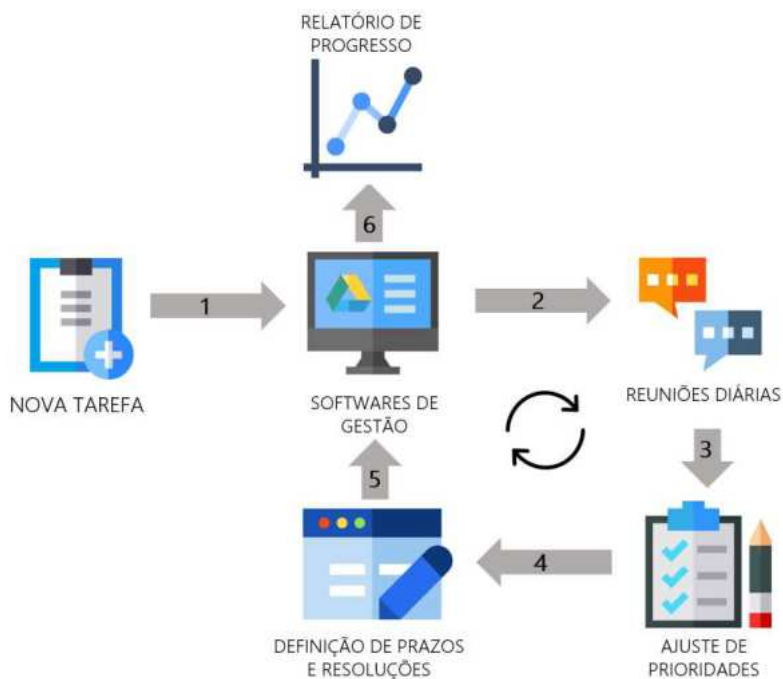 RELATÓRIO DE
PROGRESSO
6
1
2
NOVA TAREFA
SOFTWARES DE
GESTÃO
REUNIÕES DIÁRIAS
3
5
4
DEFINIÇÃO DE PRAZOS
E RESOLUÇÕES
AJUSTE DE
PRIORIDADES